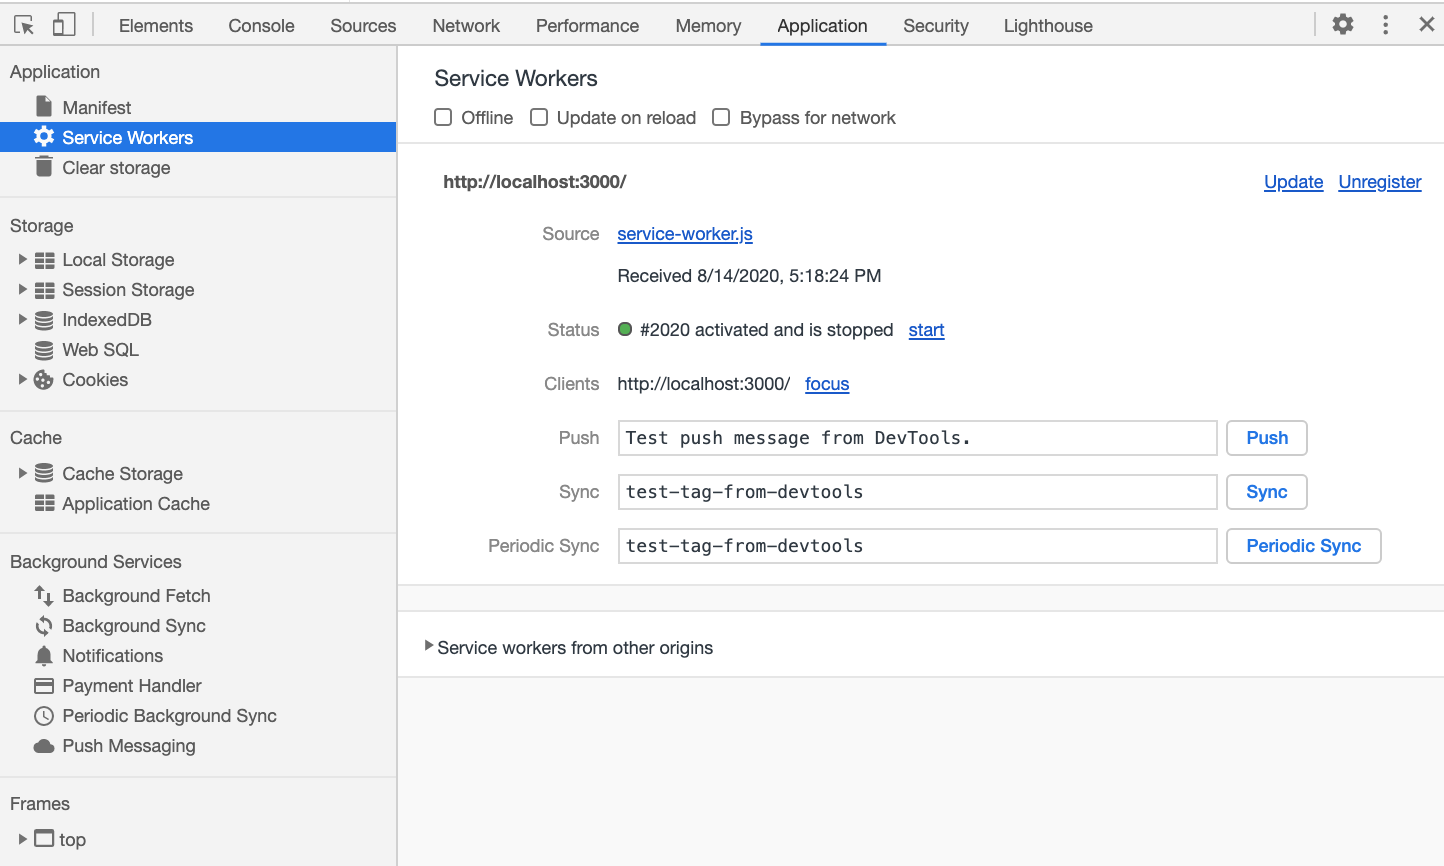 Elements Console Sources Network Performance Memory Application Security Lighthouse
Application
Manifest
Service Workers
Clear storage
Storage
Local Storage
Session Storage
IndexedDB
Web SQL
Cookies
Cache
Cache Storage
Application Cache
Background Services
Background Fetch
Background Sync
Notifications
Payment Handler
Periodic Background Sync
Push Messaging
Frames
top
Service Workers
Offline Update on reload Bypass for network
http://localhost:3000/ Update Unregister
Source service-worker.js
Received 8/14/2020, 5:18:24 PM
Status #2020 activated and is stopped start
Clients http://localhost:3000/ focus
Push Test push message from DevTools. Push
Sync test-tag-from-devtools Sync
Periodic Sync test-tag-from-devtools Periodic Sync
Service workers from other origins